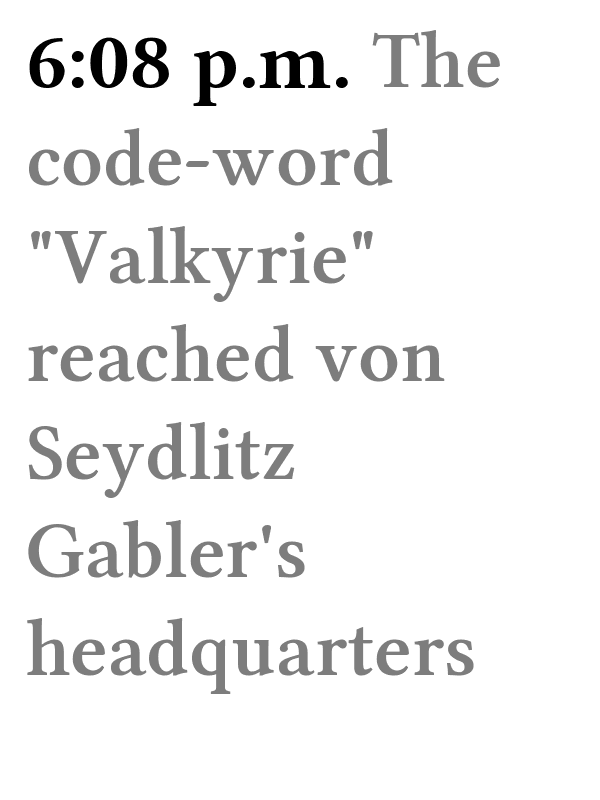 6:08 p.m. The
code-word
"Valkyrie"
reached von
Seydlitz
Gabler's
headquarters